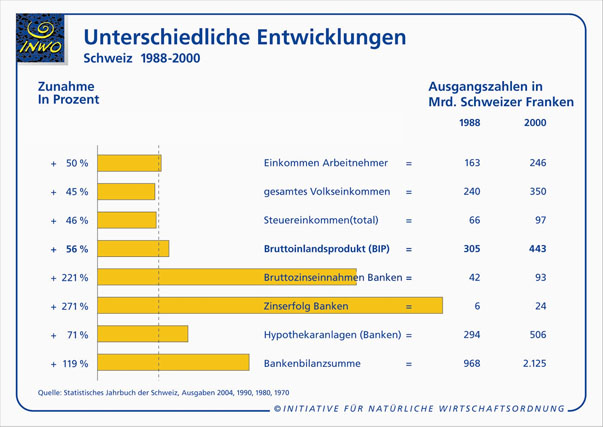 INWO
Unterschiedliche Entwicklungen
Schweiz 1988-2000
Zunahme
In Prozent
Ausgangszahlen in
Mrd. Schweizer Franken
1988 2000
+ 50 % Einkommen Arbeitnehmer = 163 246
+ 45 % gesamtes Volkseinkommen = 240 350
+ 46 % Steuereinkommen(total) = 66 97
+ 56 % Bruttoinlandsprodukt (BIP) = 305 443
+ 221 % Bruttozinseinnahmen Banken = 42 93
+ 271 % Zinserfolg Banken = 6 24
+ 71 % Hypothekaranlagen (Banken) = 294 506
+ 119 % Bankenbilanzsumme = 968 2.125
Quelle: Statistisches Jahrbuch der Schweiz, Ausgaben 2004, 1990, 1980, 1970
©INITIATIVE FÜR NATÜRLICHE WIRTSCHAFTSORDNUNG